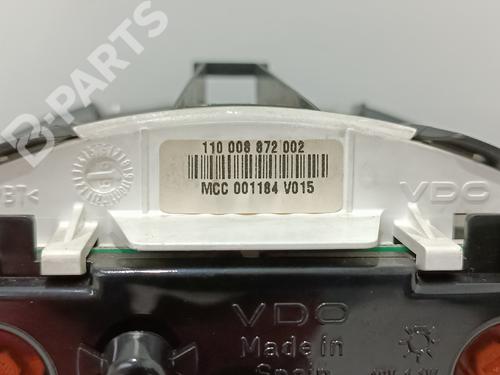 B-PARTS
110 008 872 002
MCC 001184 V015
VDO
VDO
Made in
Spain